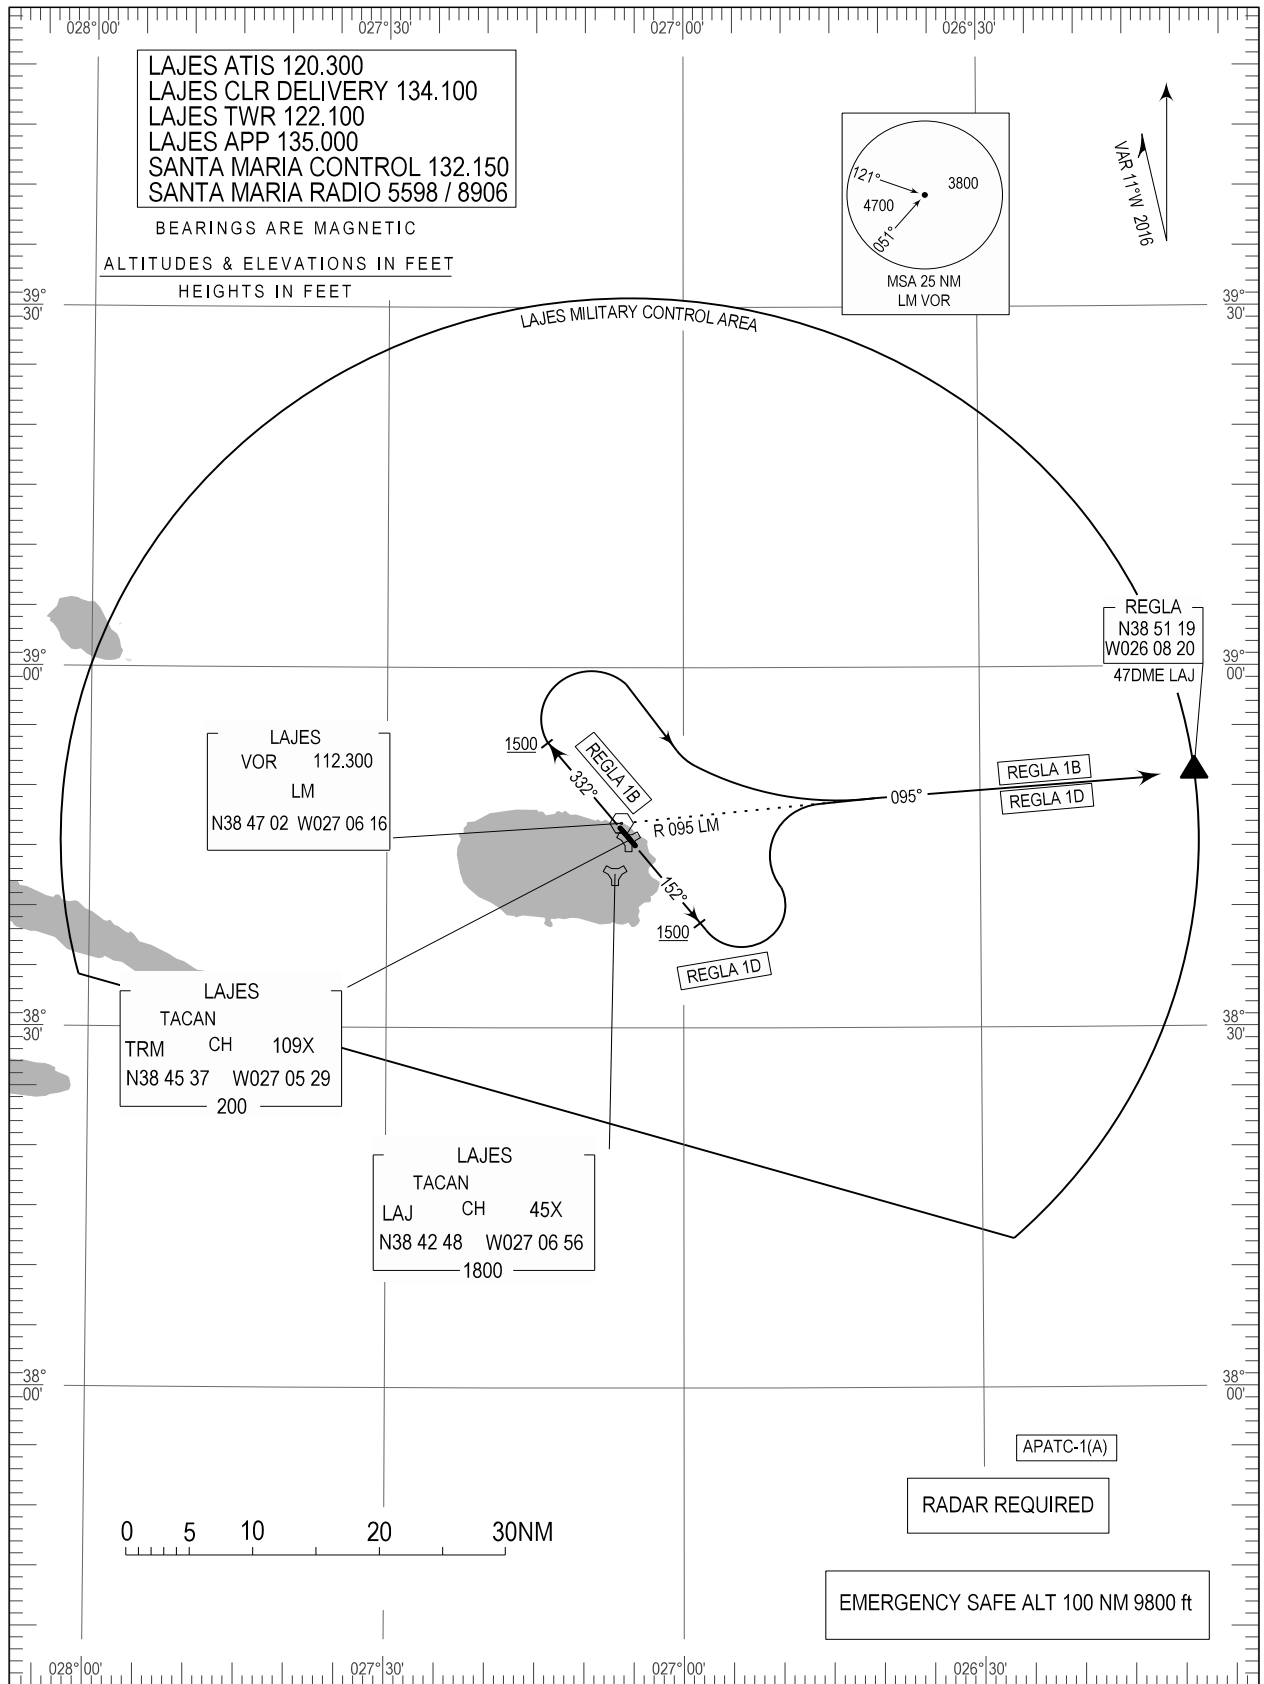 028° 00'
027° 30'
027° 00'
026° 30'
LAJES ATIS 120.300
LAJES CLR DELIVERY 134.100
LAJES TWR 122.100
LAJES APP 135.000
SANTA MARIA CONTROL 132.150
SANTA MARIA RADIO 5598 / 8906
BEARINGS ARE MAGNETIC
ALTITUDES & ELEVATIONS IN FEET
HEIGHTS IN FEET
121°
3800
4700
051°
MSA 25 NM
LM VOR
VAR 11°W 2016
39°
30'
39°
30'
LAJES MILITARY CONTROL AREA
REGLA
N38 51 19
W026 08 20
47DME LAJ
39°
00'
39°
00'
LAJES
VOR 112.300
LM
N38 47 02 W027 06 16
1500
REGLA 1B
332°
R 095 LM
095°
REGLA 1B
REGLA 1D
152°
1500
REGLA 1D
LAJES
TACAN
TRM CH 109X
N38 45 37 W027 05 29
200
38°
30'
38°
30'
LAJES
TACAN
LAJ CH 45X
N38 42 48 W027 06 56
1800
38°
00'
38°
00'
APATC-1(A)
RADAR REQUIRED
0 5 10 20 30NM
EMERGENCY SAFE ALT 100 NM 9800 ft
028° 00'
027° 30'
027° 00'
026° 30'